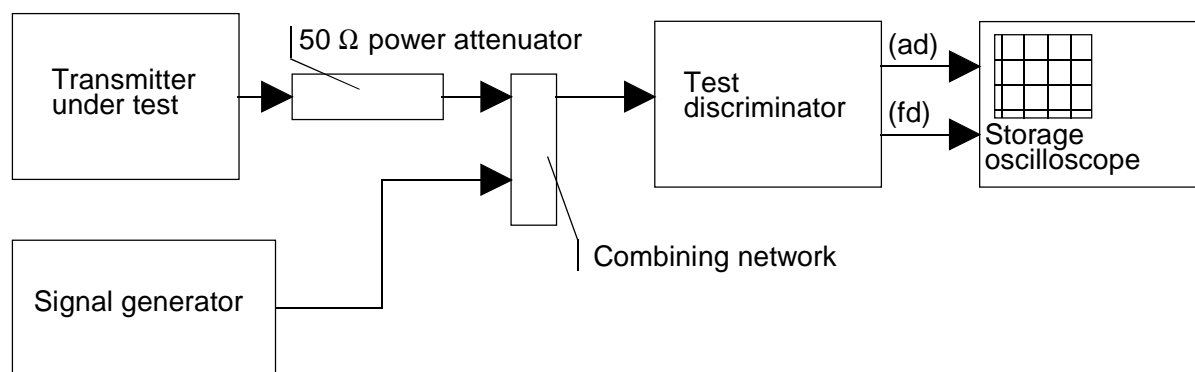 50 Ω power attenuator
Transmitter
under test
Test
discriminator
(ad)
(fd)
Storage
oscilloscope
Combining network
Signal generator